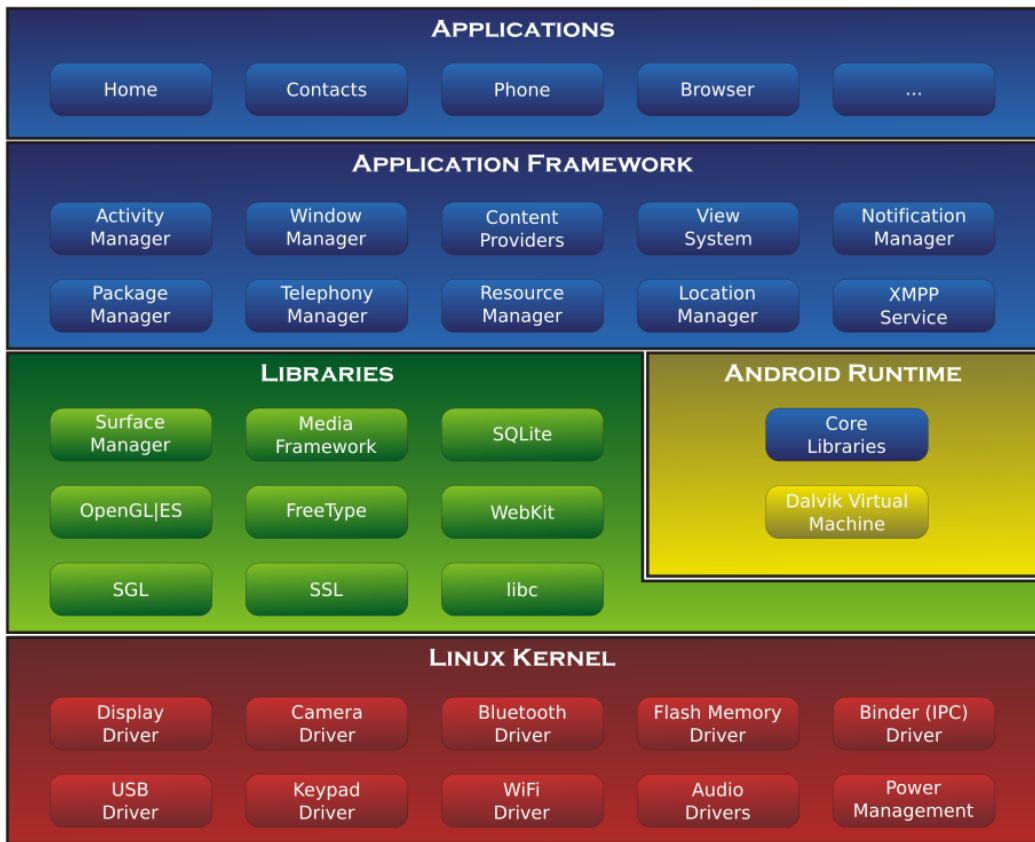 APPLICATIONS
Home
Contacts
Phone
Browser
...
APPLICATION FRAMEWORK
Activity
Manager
Window
Manager
Content
Providers
View
System
Notification
Manager
Package
Manager
Telephony
Manager
Resource
Manager
Location
Manager
XMPP
Service
LIBRARIES
Surface
Manager
Media
Framework
SQLite
OpenGL|ES
FreeType
WebKit
SGL
SSL
libc
ANDROID RUNTIME
Core
Libraries
Dalvik Virtual
Machine
LINUX KERNEL
Display
Driver
Camera
Driver
Bluetooth
Driver
Flash Memory
Driver
Binder (IPC)
Driver
USB
Driver
Keypad
Driver
WiFi
Driver
Audio
Drivers
Power
Management